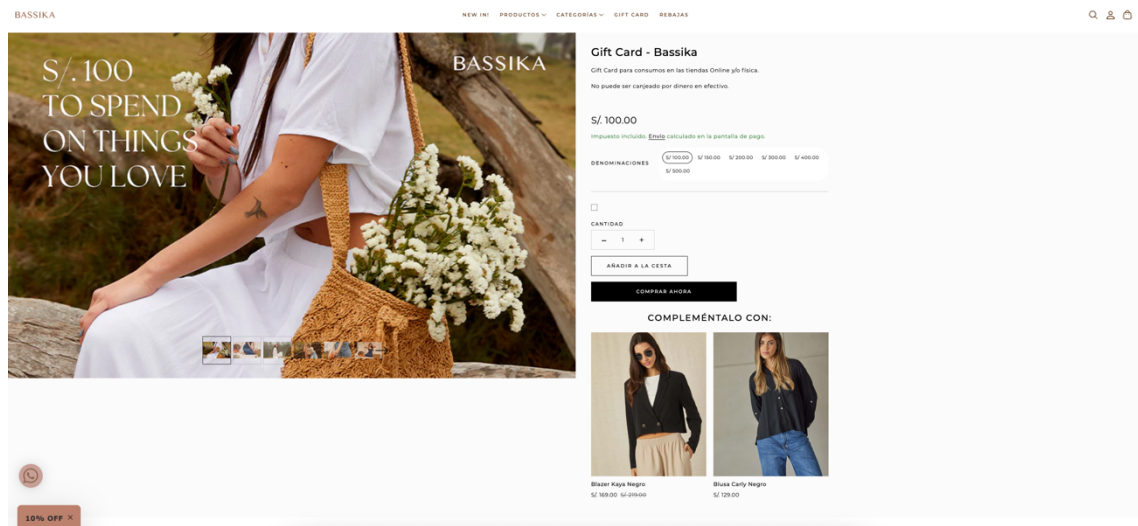 BASSIKA
NEW IN! PRODUCTOS CATEGORÍAS GIFT CARD REBAJAS
S/. 100
TO SPEND
ON THINGS
YOU LOVE
BASSIKA
Gift Card - Bassika
Gift Card para consumos en las tiendas Online y/o física.
No puede ser canjeado por dinero en efectivo.
S/. 100.00
Impuesto incluido. Envío calculado en la pantalla de pago.
DENOMINACIONES
S/ 100.00 S/ 150.00 S/ 200.00 S/ 300.00 S/ 400.00
S/ 500.00
CANTIDAD
- 1 +
AÑADIR A LA CESTA
COMPRAR AHORA
COMPLEMÉNTALO CON:
Blazer Kaya Negro
S/. 169.00 S/. 219.00
Blusa Carly Negro
S/. 129.00
10% OFF ×